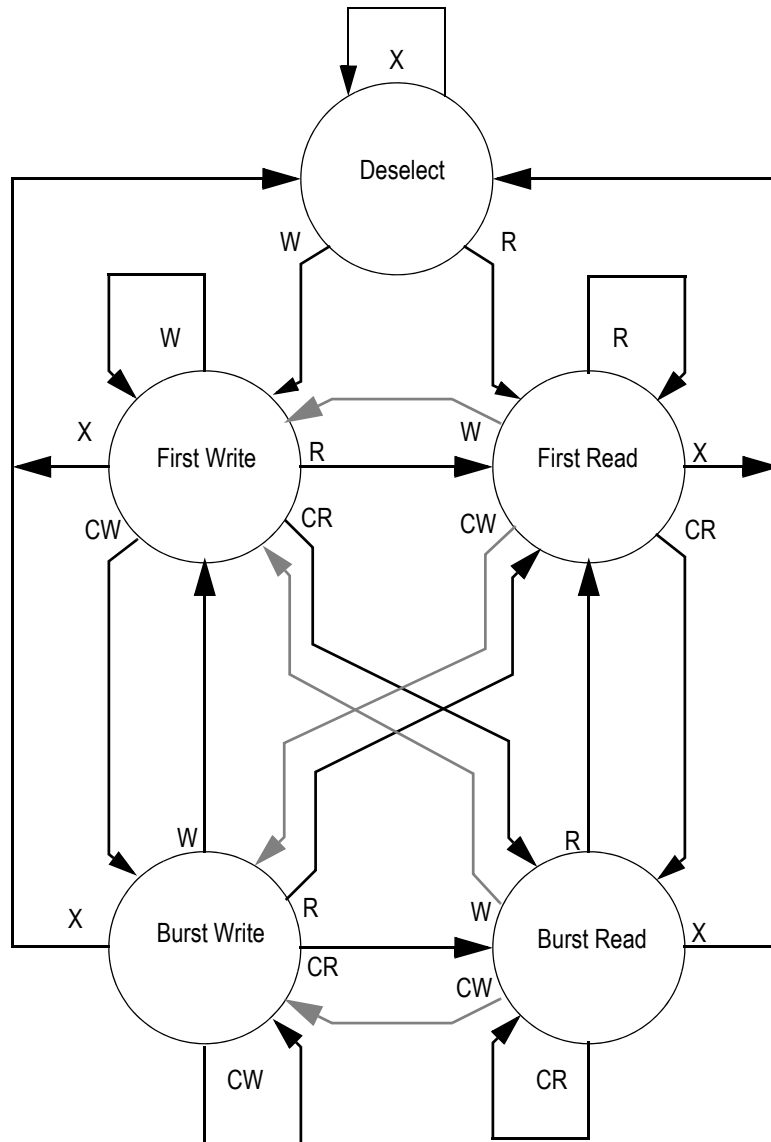 X
Deselect
W
R
W
R
X
W
First Write
R
First Read
X
CW
CR
CW
CR
W
R
X
R
W
X
Burst Write
Burst Read
CR
CW
CW
CR